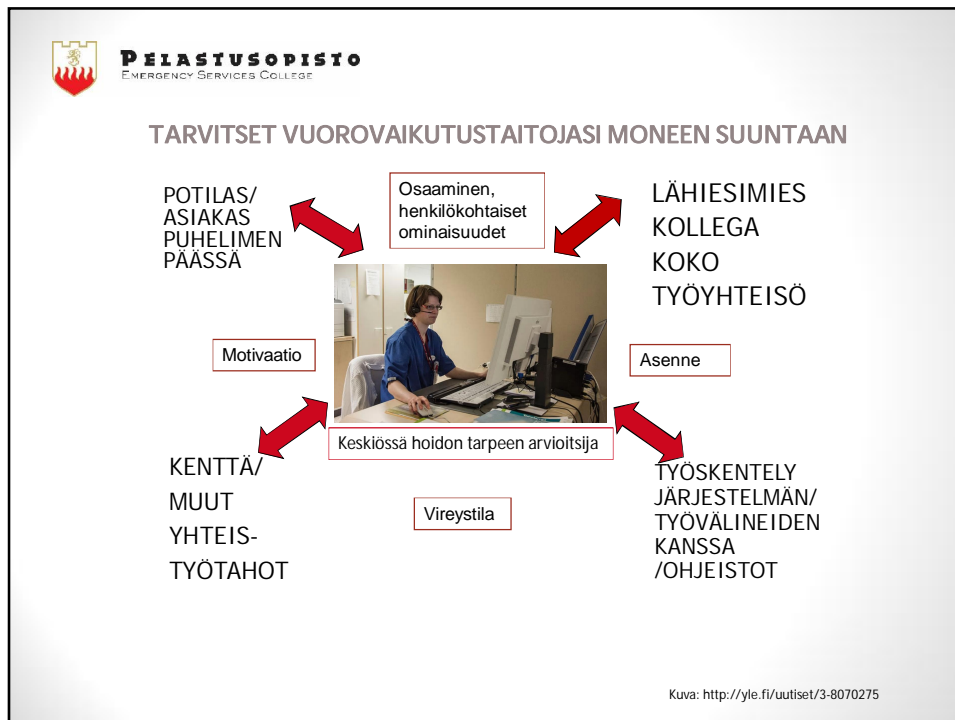 PELASTUSOPISTO
EMERGENCY SERVICES COLLEGE
TARVITSET VUOROVAIKUTUSTAITOJASI MONEEN SUUNTAAN
POTILAS/
ASIAKAS
PUHELIMEN
PÄÄSSÄ
Osaaminen,
henkilökohtaiset
ominaisuudet
LÄHIESIMIES
KOLLEGA
KOKO
TYÖYHTEISÖ
Motivaatio
Asenne
Keskiössä hoidon tarpeen arvioitsija
KENTTÄ/
MUUT
YHTEIS-
TYÖTAHOT
Vireystila
TYÖSKENTELY
JÄRJESTELMÄN/
TYÖVÄLINEIDEN
KANSSA
/OHJEISTOT
Kuva: http://yle.fi/uutiset/3-8070275